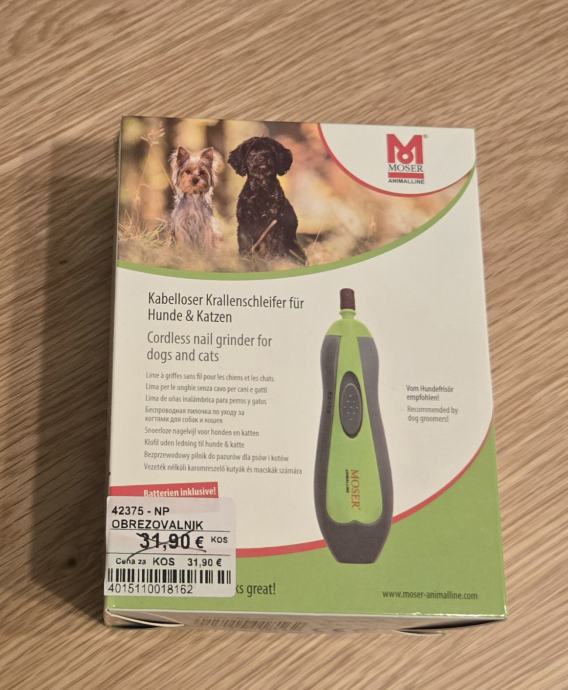 MOSER
ANIMALLINE
Kabelloser Krallenschleifer für
Hunde & Katzen
Cordless nail grinder for
dogs and cats
Lime à griffes sans fil pour les chiens et les chats
Lima per le unghie senza cavo per cani e gatti
Lima de uñas inalámbrica para perros y gatos
Беспроводная пилочка по уходу за
когтями для собак и кошек
Snoerloze nagelvijl voor honden en katten
Klofil uden ledning til hunde & katte
Bezprzewodowy pilnik do pazurów dla psów i kotów
Vezeték nélküli karomreszelő kutyák és macskák számára
Vom Hundefrisör
empfohlen!
Recommended by
dog groomers!
MOSER
ANIMALLINE
Batterien inklusive!
42375 - NP
OBREZOVALNIK
31,90 € KOS
Cena za KOS 31,90 €
4015110018162
ks great!
www.moser-animalline.com